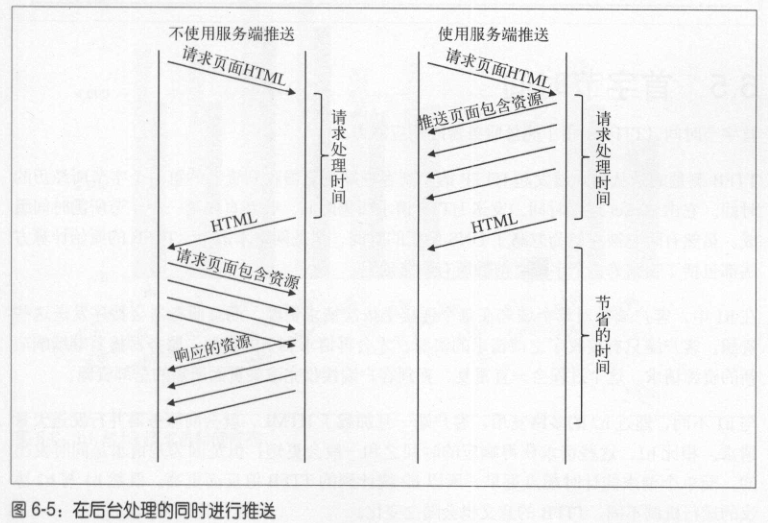 不使用服务端推送
请求页面HTML
请求处理时间
HTML
请求页面包含资源
响应的资源
使用服务端推送
请求页面HTML
推送页面包含资源
请求处理时间
HTML
节省的时间
图 6-5：在后台处理的同时进行推送